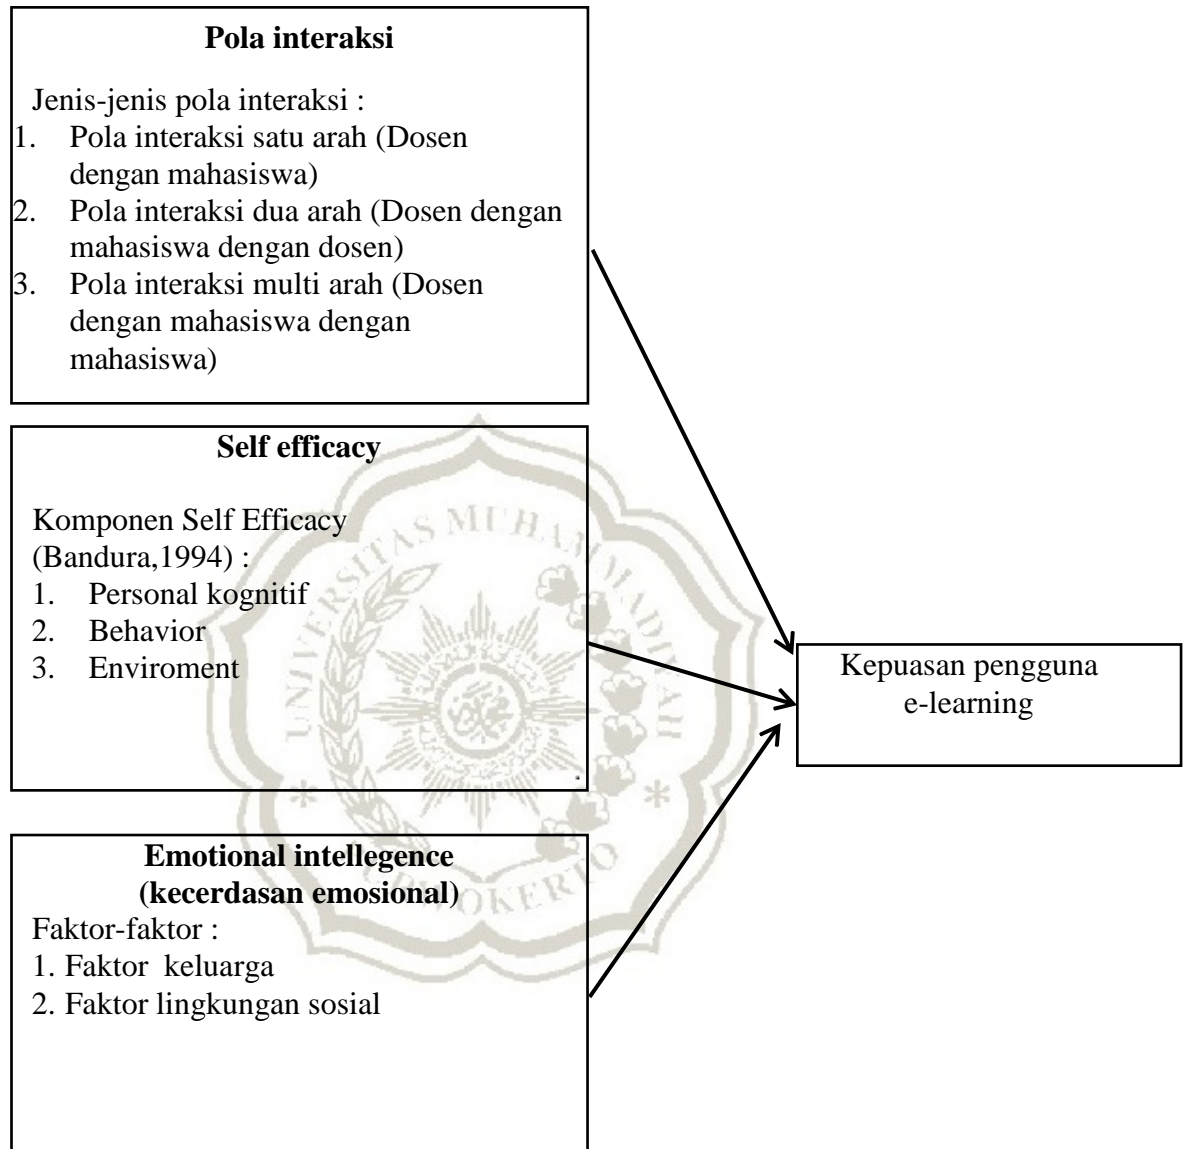 Pola interaksi
Jenis-jenis pola interaksi :
1. Pola interaksi satu arah (Dosen
dengan mahasiswa)
2. Pola interaksi dua arah (Dosen dengan
mahasiswa dengan dosen)
3. Pola interaksi multi arah (Dosen
dengan mahasiswa dengan
mahasiswa)
Self efficacy
Komponen Self Efficacy
(Bandura,1994) :
1. Personal kognitif
2. Behavior
3. Enviroment
.
Emotional intellegence
(kecerdasan emosional)
Faktor-faktor :
1. Faktor keluarga
2. Faktor lingkungan sosial
Kepuasan pengguna
e-learning
UNIVERSITAS MUHAMMADIYAH